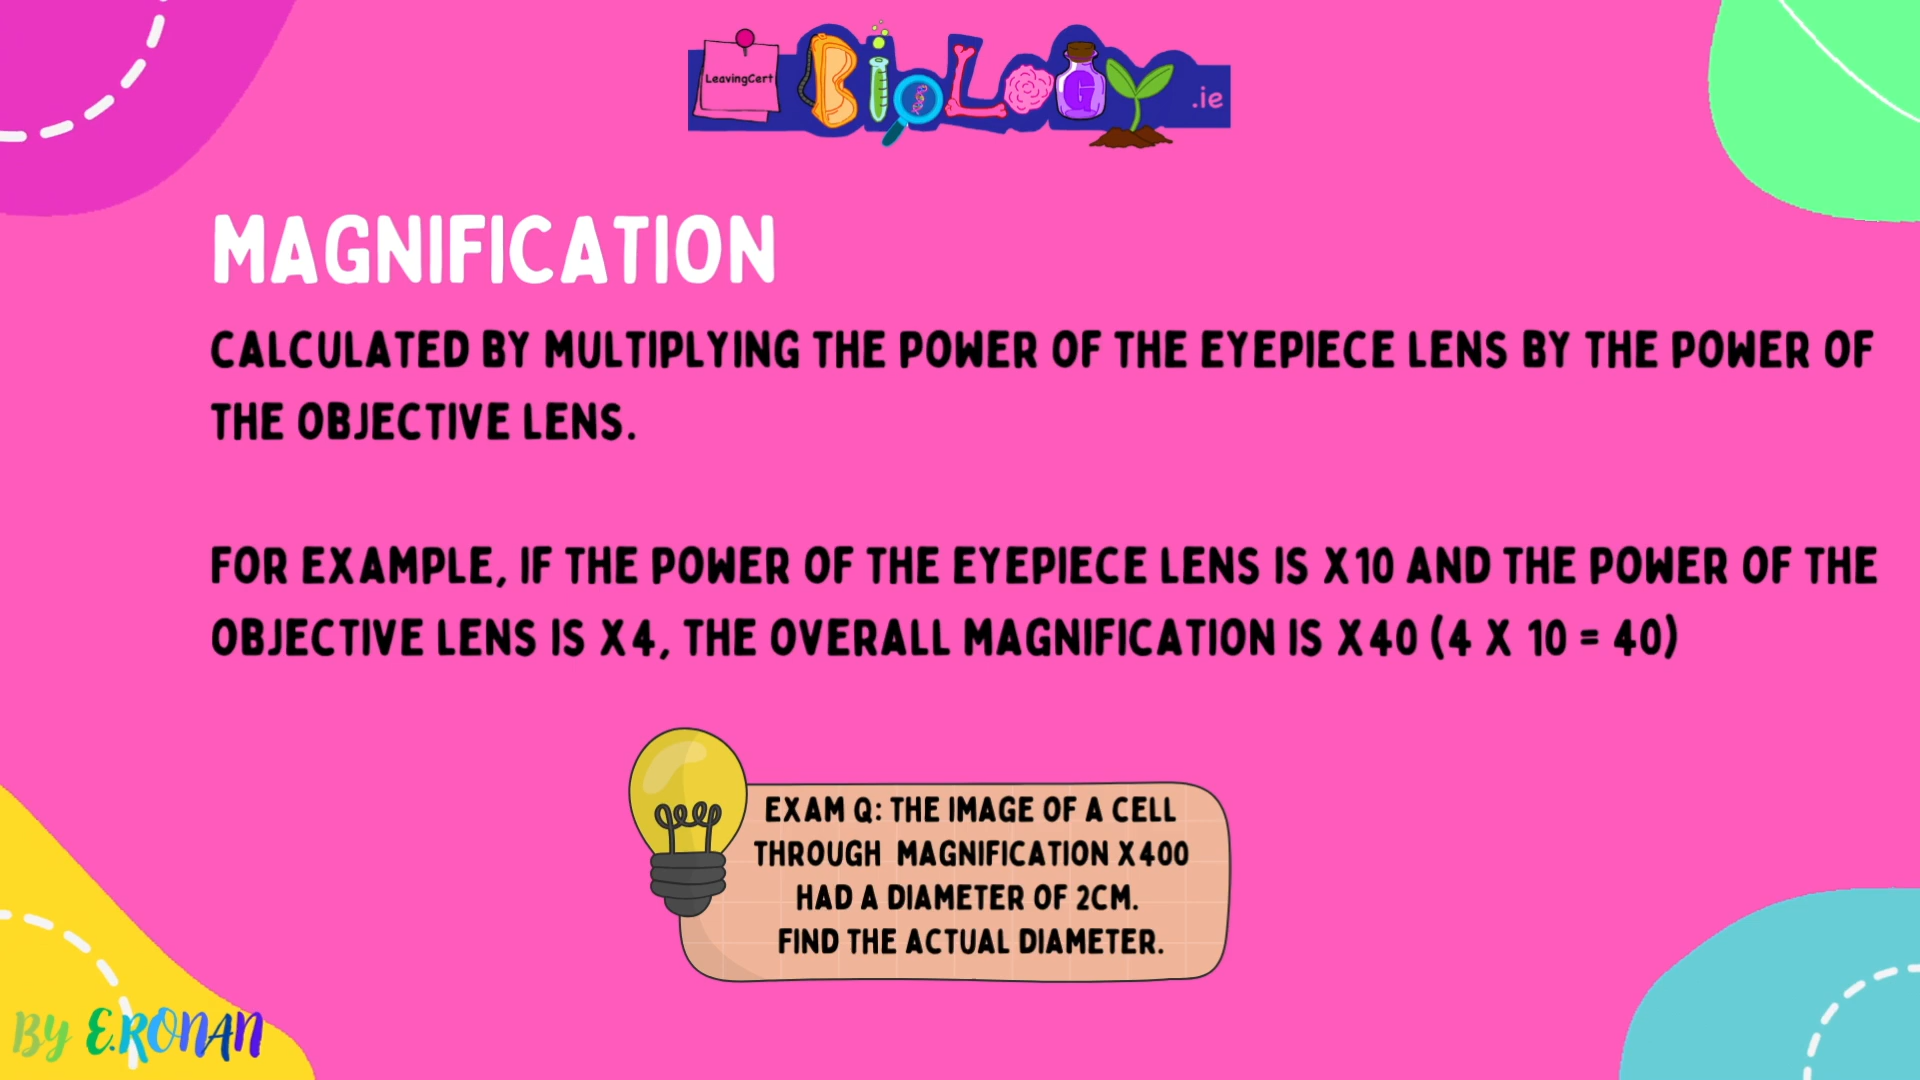 LeavingCert
BioLoGY
.ie
MAGNIFICATION
CALCULATED BY MULTIPLYING THE POWER OF THE EYEPIECE LENS BY THE POWER OF
THE OBJECTIVE LENS.
FOR EXAMPLE, IF THE POWER OF THE EYEPIECE LENS IS X10 AND THE POWER OF THE
OBJECTIVE LENS IS X4, THE OVERALL MAGNIFICATION IS X40 (4 X 10 = 40)
EXAM Q: THE IMAGE OF A CELL
THROUGH MAGNIFICATION X400
HAD A DIAMETER OF 2CM.
FIND THE ACTUAL DIAMETER.
By E.RONAN